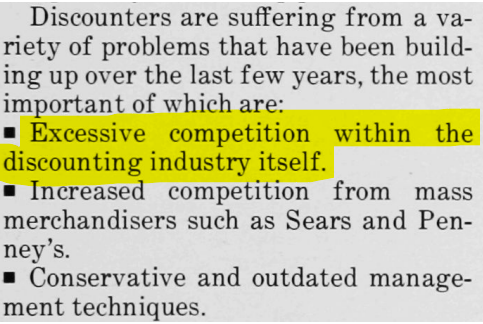 Discounters are suffering from a va-
riety of problems that have been build-
ing up over the last few years, the most
important of which are:
■ Excessive competition within the
discounting industry itself.
■ Increased competition from mass
merchandisers such as Sears and Pen-
ney's.
■ Conservative and outdated manage-
ment techniques.